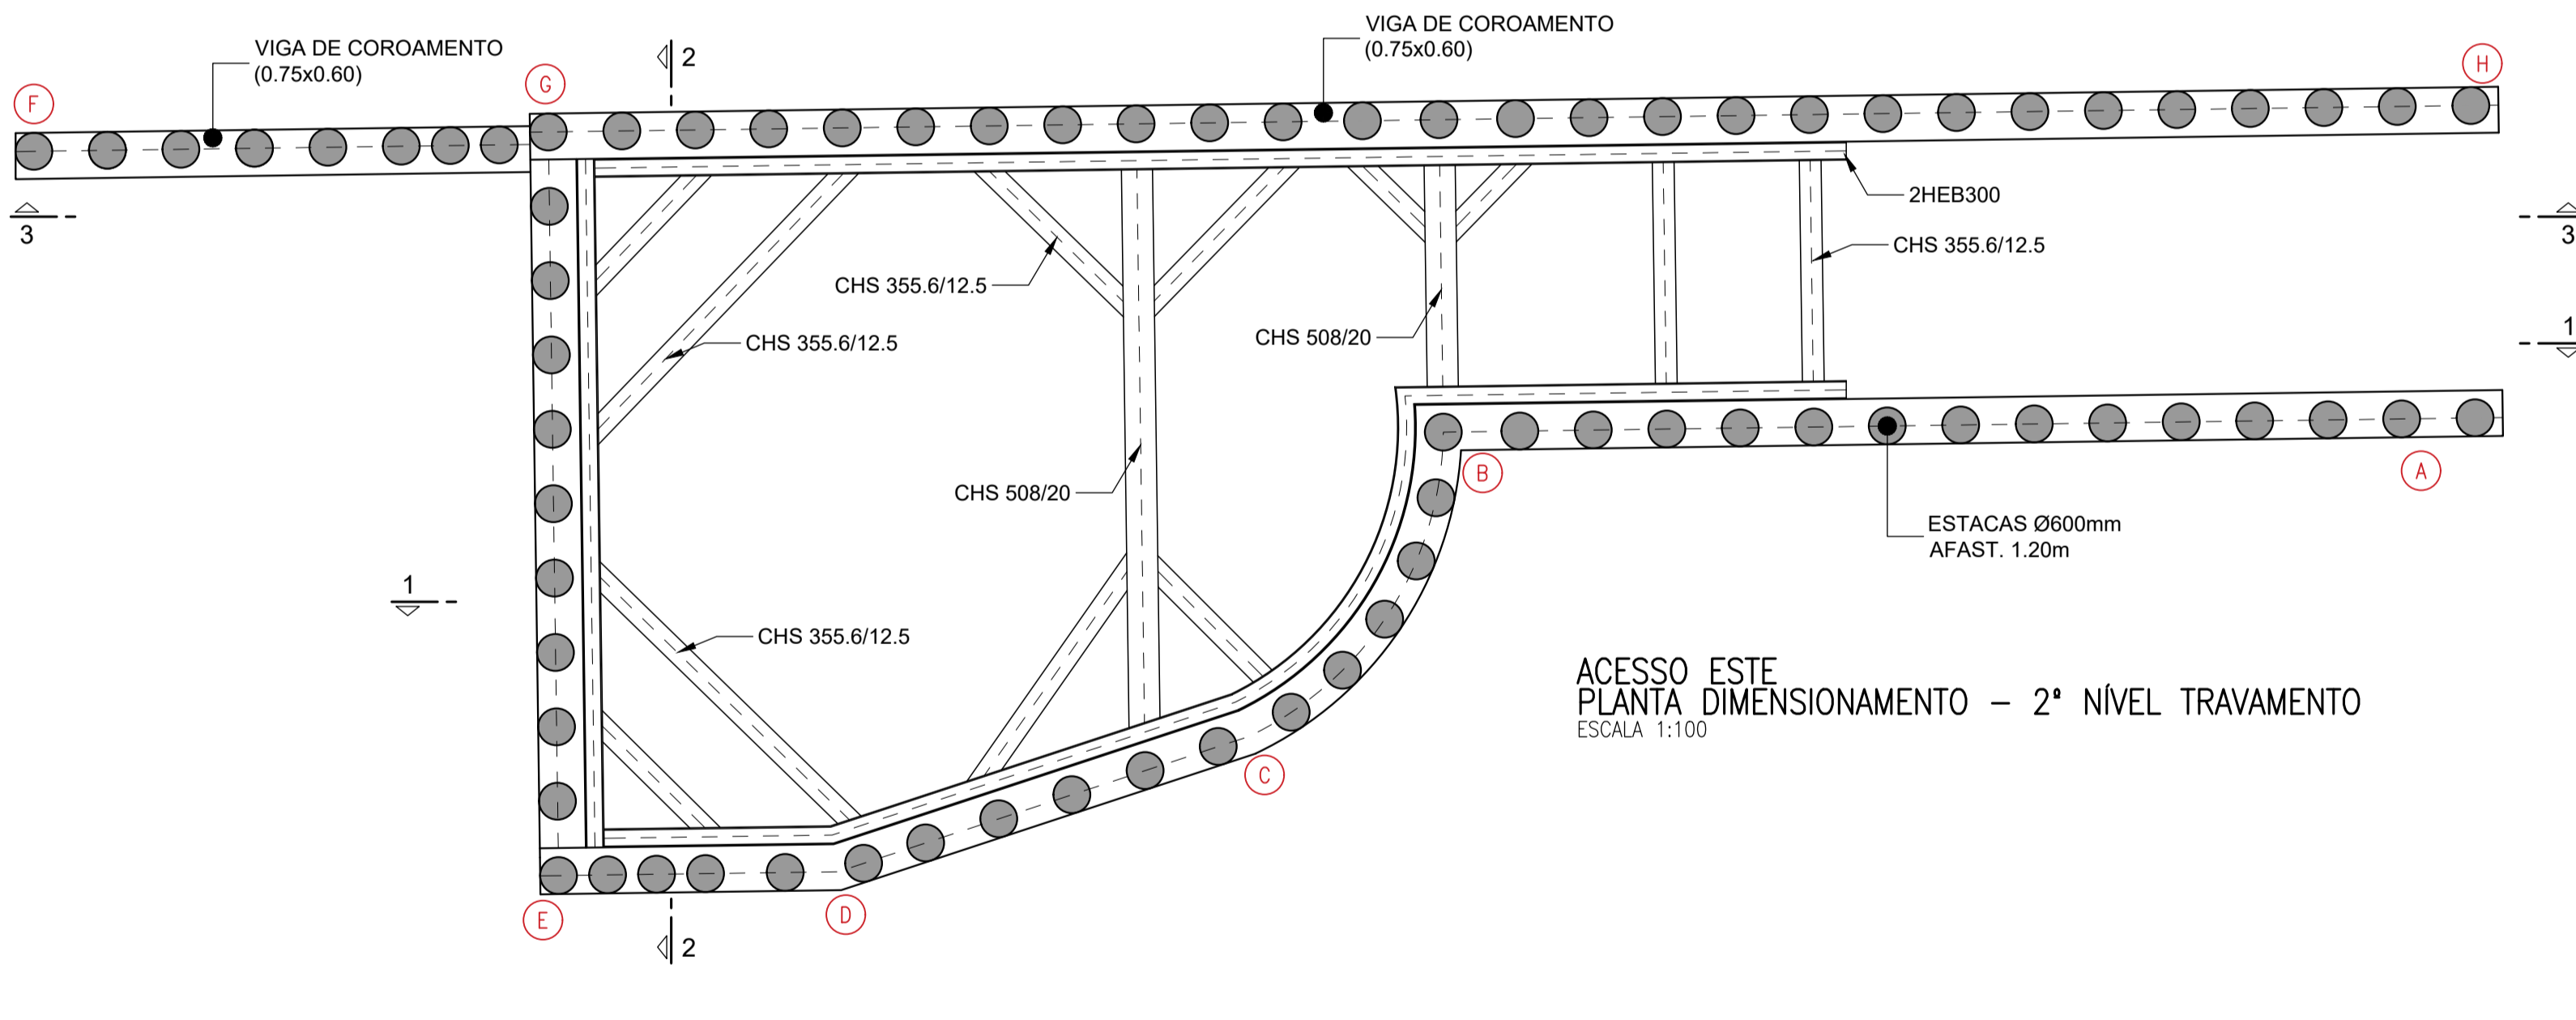 VIGA DE COROAMENTO
(0.75x0.60)
VIGA DE COROAMENTO
(0.75x0.60)
2
F
G
H
3
2HEB300
3
CHS 355.6/12.5
CHS 355.6/12.5
CHS 355.6/12.5
CHS 508/20
1
B
A
CHS 508/20
ESTACAS Ø600mm
AFAST. 1.20m
1
CHS 355.6/12.5
ACESSO ESTE
PLANTA DIMENSIONAMENTO – 2ª NÍVEL TRAVAMENTO
ESCALA 1:100
C
E
D
2